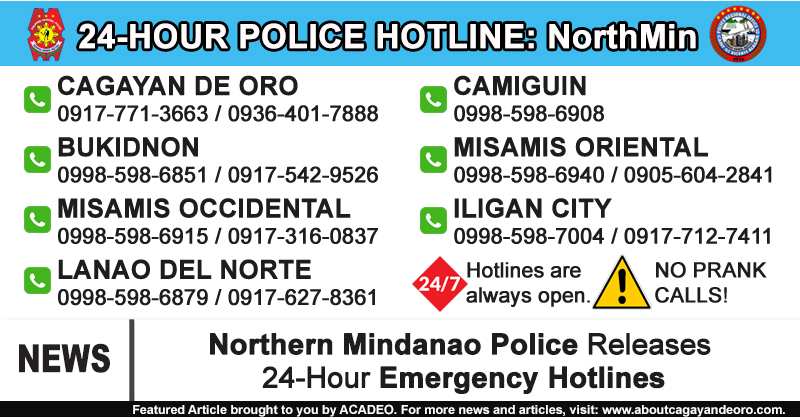 24-HOUR POLICE HOTLINE: NorthMin
CAGAYAN DE ORO
0917-771-3663 / 0936-401-7888
BUKIDNON
0998-598-6851 / 0917-542-9526
MISAMIS OCCIDENTAL
0998-598-6915 / 0917-316-0837
LANAO DEL NORTE
0998-598-6879 / 0917-627-8361
CAMIGUIN
0998-598-6908
MISAMIS ORIENTAL
0998-598-6940 / 0905-604-2841
ILIGAN CITY
0998-598-7004 / 0917-712-7411
24/7
Hotlines are
always open.
!
NO PRANK
CALLS!
NEWS
Northern Mindanao Police Releases
24-Hour Emergency Hotlines
Featured Article brought to you by ACADEO. For more news and articles, visit: www.aboutcagayandeoro.com.